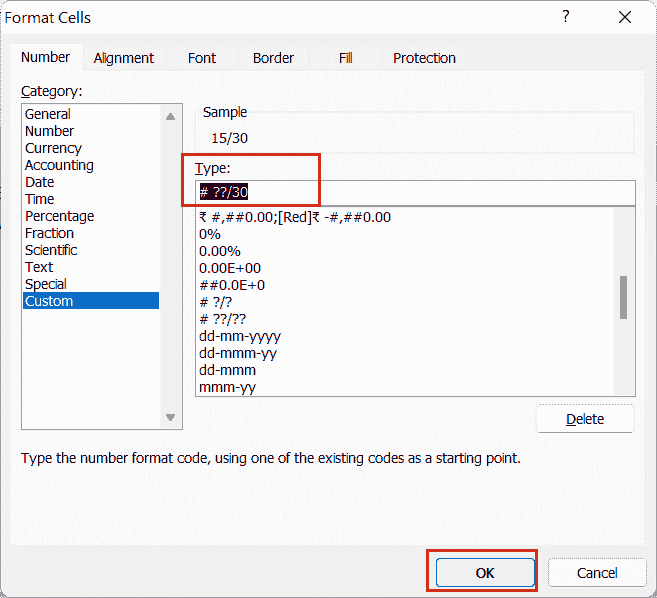 Format Cells
?
Number Alignment Font Border Fill Protection
Category:
General
Number
Currency
Accounting
Date
Time
Percentage
Fraction
Scientific
Text
Special
Custom
Sample
15/30
Type:
# ??/30
₹ #,##0.00;[Red]₹ -#,##0.00
0%
0.00%
0.00E+00
##0.0E+0
# ?/?
# ??/??
dd-mm-yyyy
dd-mmm-yy
dd-mmm
mmm-yy
Delete
Type the number format code, using one of the existing codes as a starting point.
OK Cancel